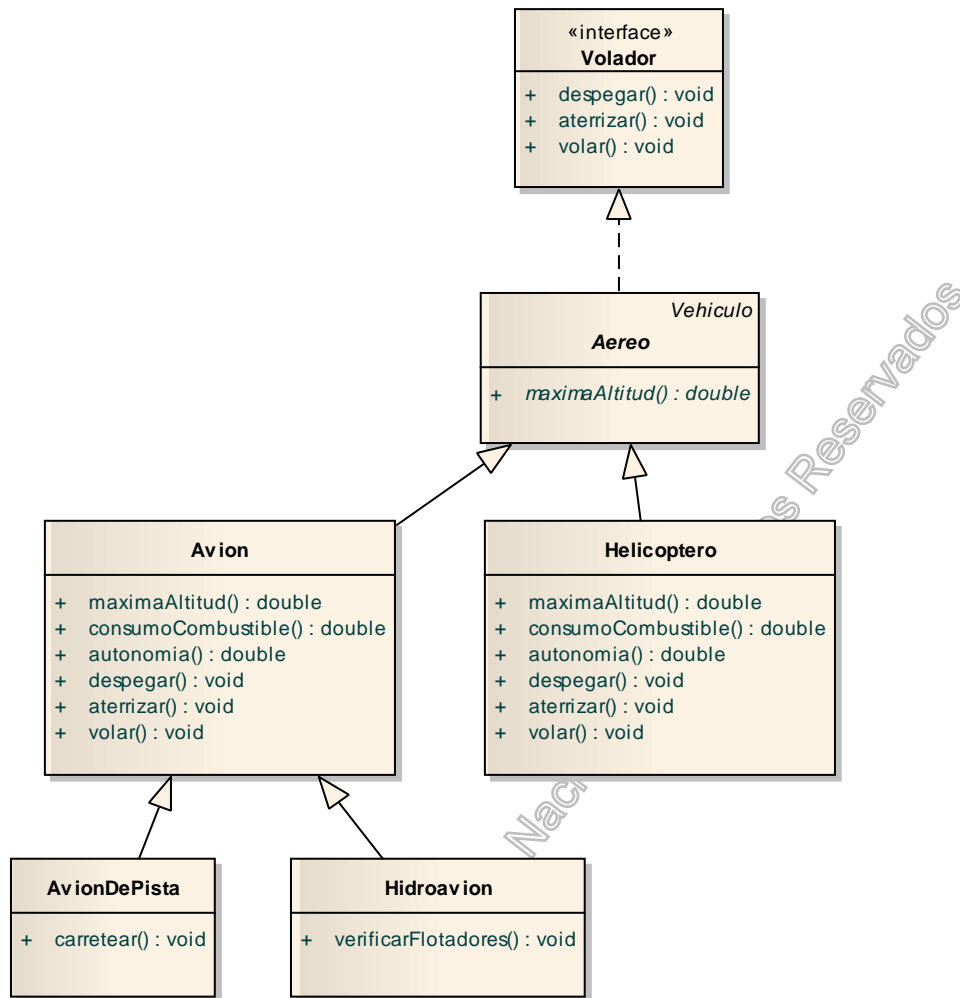 «interface»
Volador
+ despegar() : void
+ aterrizar() : void
+ volar() : void
Vehiculo
Aereo
+ maximaAltitud() : double
Avion
+ maximaAltitud() : double
+ consumoCombustible() : double
+ autonomia() : double
+ despegar() : void
+ aterrizar() : void
+ volar() : void
Helicoptero
+ maximaAltitud() : double
+ consumoCombustible() : double
+ autonomia() : double
+ despegar() : void
+ aterrizar() : void
+ volar() : void
AvionDePista
+ carretear() : void
Hidroavion
+ verificarFlotadores() : void
Reservados